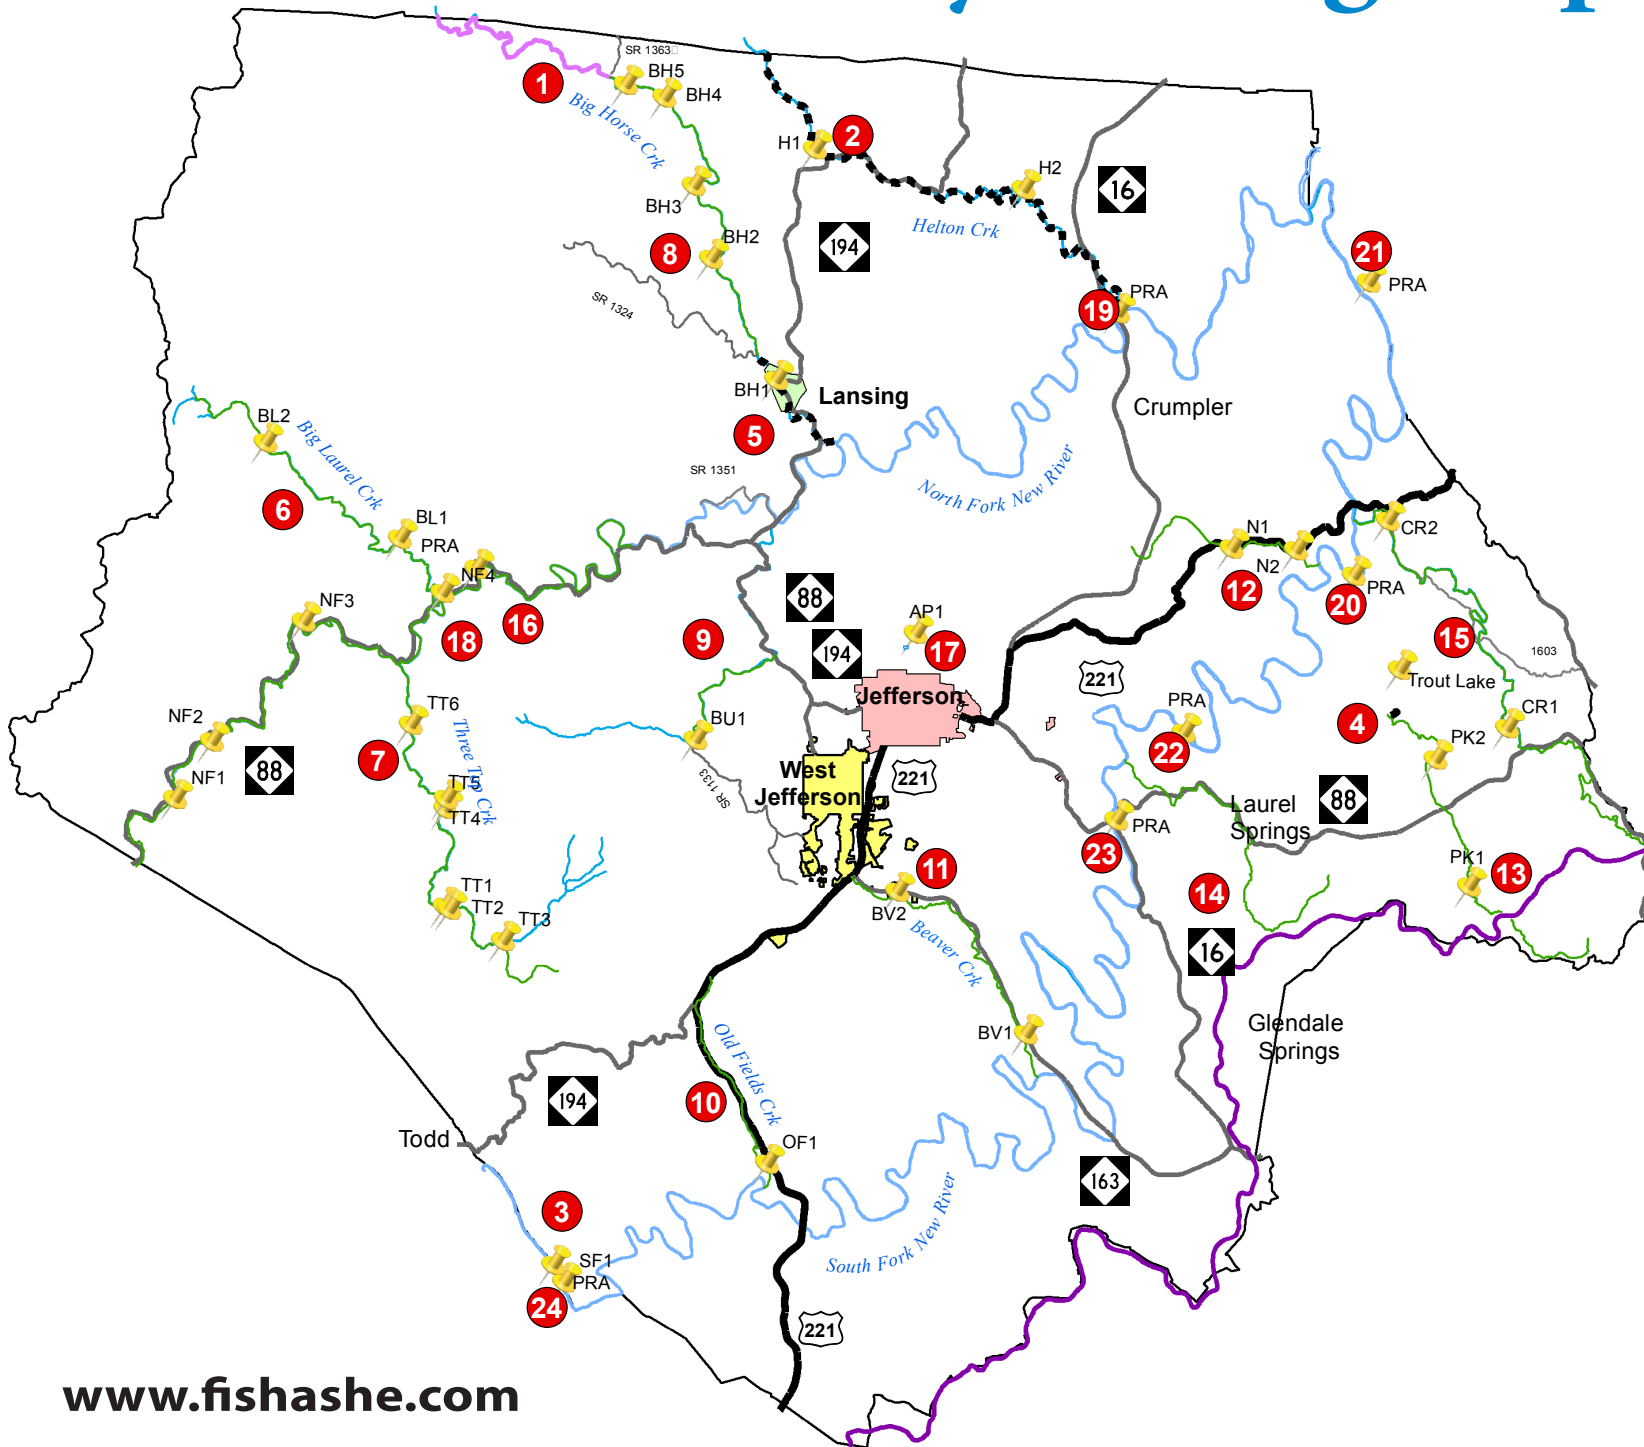 SR 1363
BH5
1
BH4
Big Horse Crk
H1
2
BH3
H2
16
BH2
8
194
Helton Crk
21
PRA
SR 1324
PRA
19
BH1
Lansing
Crumpler
5
BL2
Big Laurel Crk
SR 1351
North Fork New River
6
BL1
PRA
NF4
N1
N2
CR2
12
PRA
20
NF3
18
16
9
88
AP1
17
194
15
1603
Jefferson
221
Trout Lake
TT6
NF2
Three Top Crk
7
BU1
PRA
22
4
CR1
PK2
88
NF1
TT5
TT4
SR 1133
West
Jefferson
221
Laurel
Springs
88
PRA
23
PK1
13
11
14
TT1
TT2
TT3
BV2
Beaver Crk
16
BV1
Glendale
Springs
Old Fields Crk
10
194
Todd
OF1
163
3
SF1
PRA
24
South Fork New River
221
www.fishashe.com